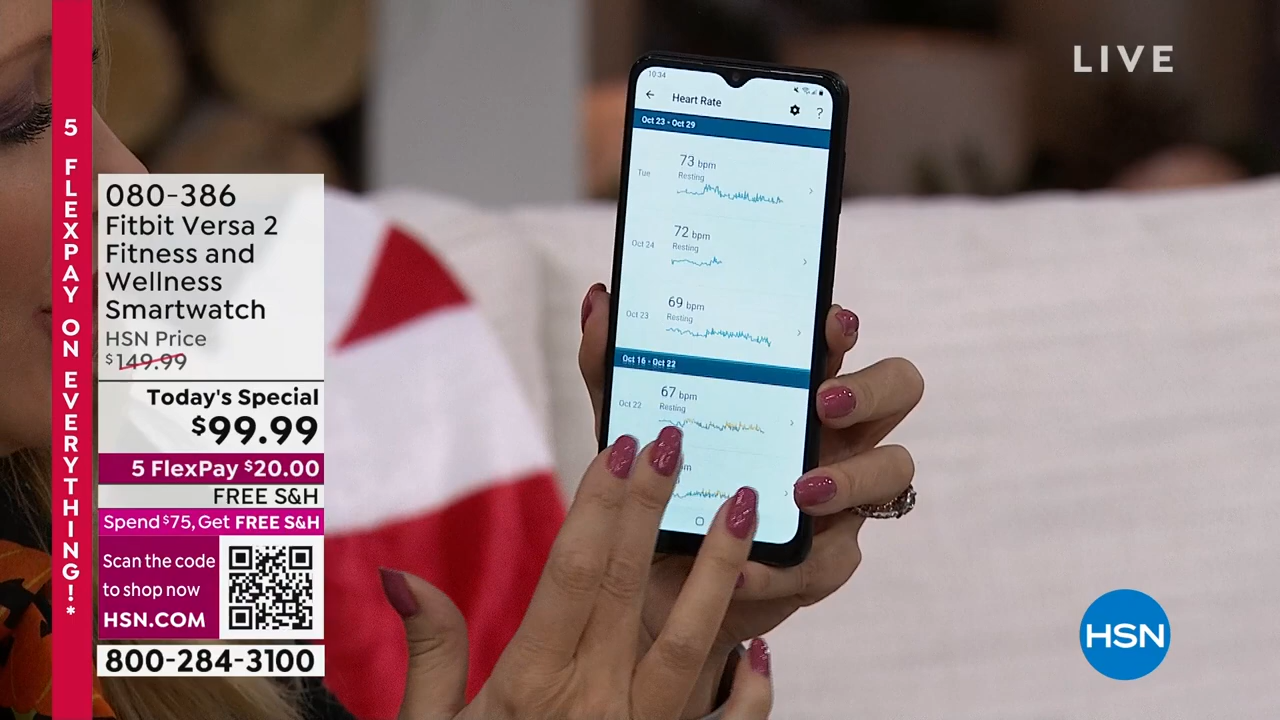 5 FLEXPAY ON EVERYTHING!*
080-386
Fitbit Versa 2
Fitness and
Wellness
Smartwatch
HSN Price
$149.99
Today's Special
$99.99
5 FlexPay $20.00
FREE S&H
Spend $75, Get FREE S&H
Scan the code
to shop now
HSN.COM
800-284-3100
10:34
Heart Rate
?
Oct 23 - Oct 29
73 bpm
Tue
Resting
72 bpm
Oct 24
Resting
69 bpm
Oct 23
Resting
Oct 16 - Oct 22
67 bpm
Oct 22
Resting
LIVE
HSN